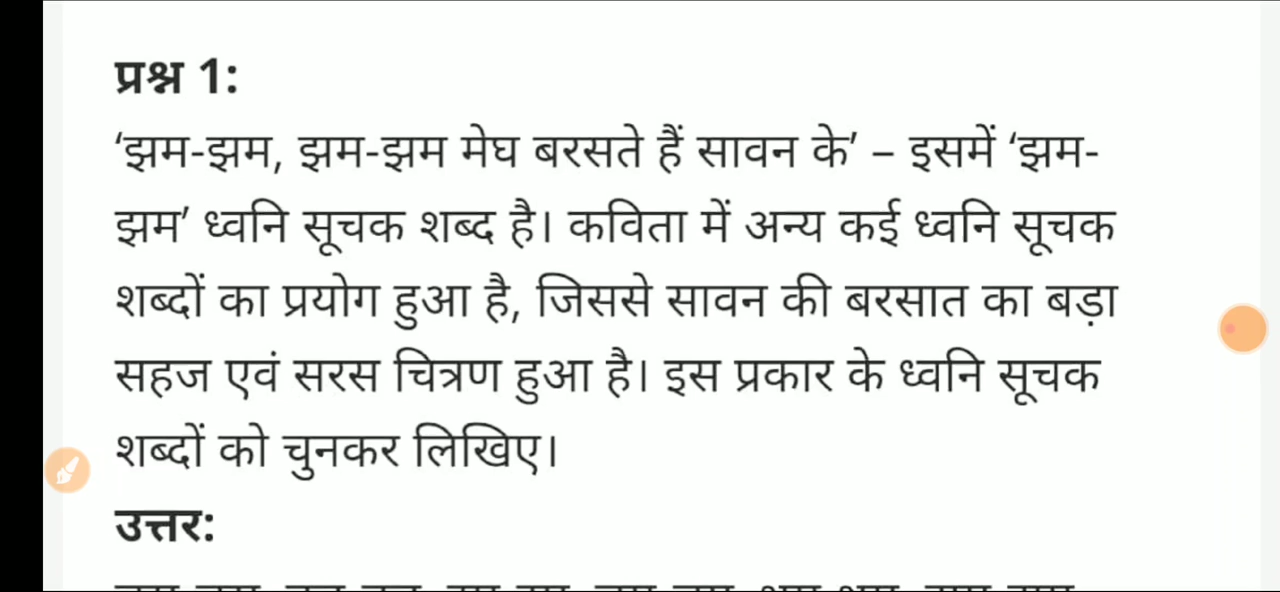 प्रश्न 1:
‘झम-झम, झम-झम मेघ बरसते हैं सावन के’ – इसमें ‘झम-
झम’ ध्वनि सूचक शब्द है। कविता में अन्य कई ध्वनि सूचक
शब्दों का प्रयोग हुआ है, जिससे सावन की बरसात का बड़ा
सहज एवं सरस चित्रण हुआ है। इस प्रकार के ध्वनि सूचक
शब्दों को चुनकर लिखिए।
उत्तर: